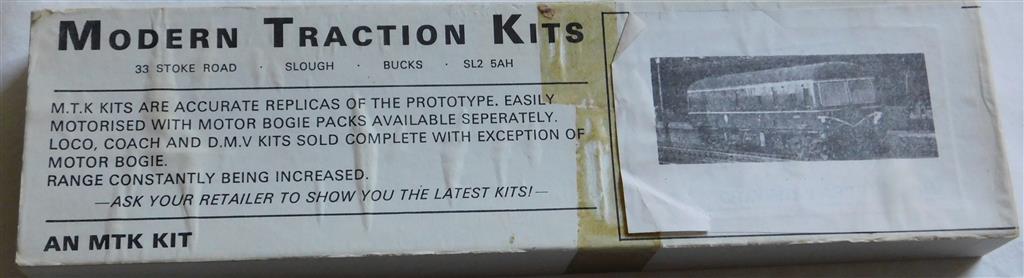 MODERN TRACTION KITS
33 STOKE ROAD · SLOUGH · BUCKS · SL2 5AH
M.T.K KITS ARE ACCURATE REPLICAS OF THE PROTOTYPE. EASILY
MOTORISED WITH MOTOR BOGIE PACKS AVAILABLE SEPERATELY.
LOCO, COACH AND D.M.V KITS SOLD COMPLETE WITH EXCEPTION OF
MOTOR BOGIE.
RANGE CONSTANTLY BEING INCREASED.
—ASK YOUR RETAILER TO SHOW YOU THE LATEST KITS!—
AN MTK KIT